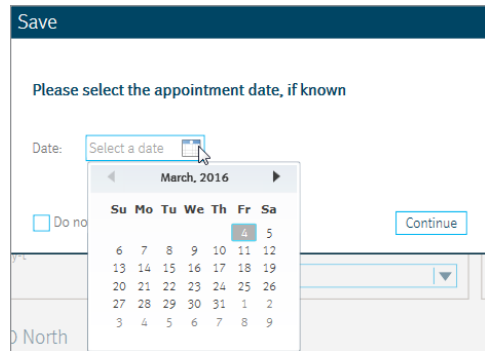 Save
Please select the appointment date, if known
Date: Select a date
March, 2016
Su Mo Tu We Th Fr Sa
4 5
6 7 8 9 10 11 12
13 14 15 16 17 18 19
20 21 22 23 24 25 26
27 28 29 30 31 1 2
3 4 5 6 7 8 9
Do no
Continue
North